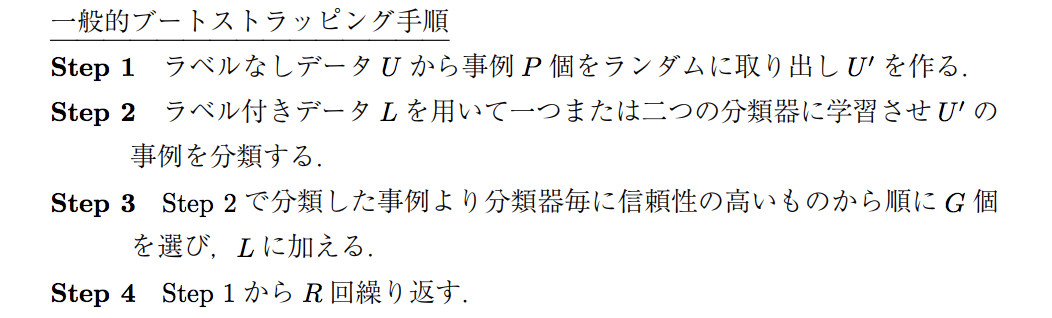 一般的ブートストラッピング手順
Step 1 ラベルなしデータ U から事例 P 個をランダムに取り出し U′ を作る.
Step 2 ラベル付きデータ L を用いて一つまたは二つの分類器に学習させ U′ の
事例を分類する.
Step 3 Step 2 で分類した事例より分類器毎に信頼性の高いものから順に G 個
を選び, L に加える.
Step 4 Step 1 から R 回繰り返す.